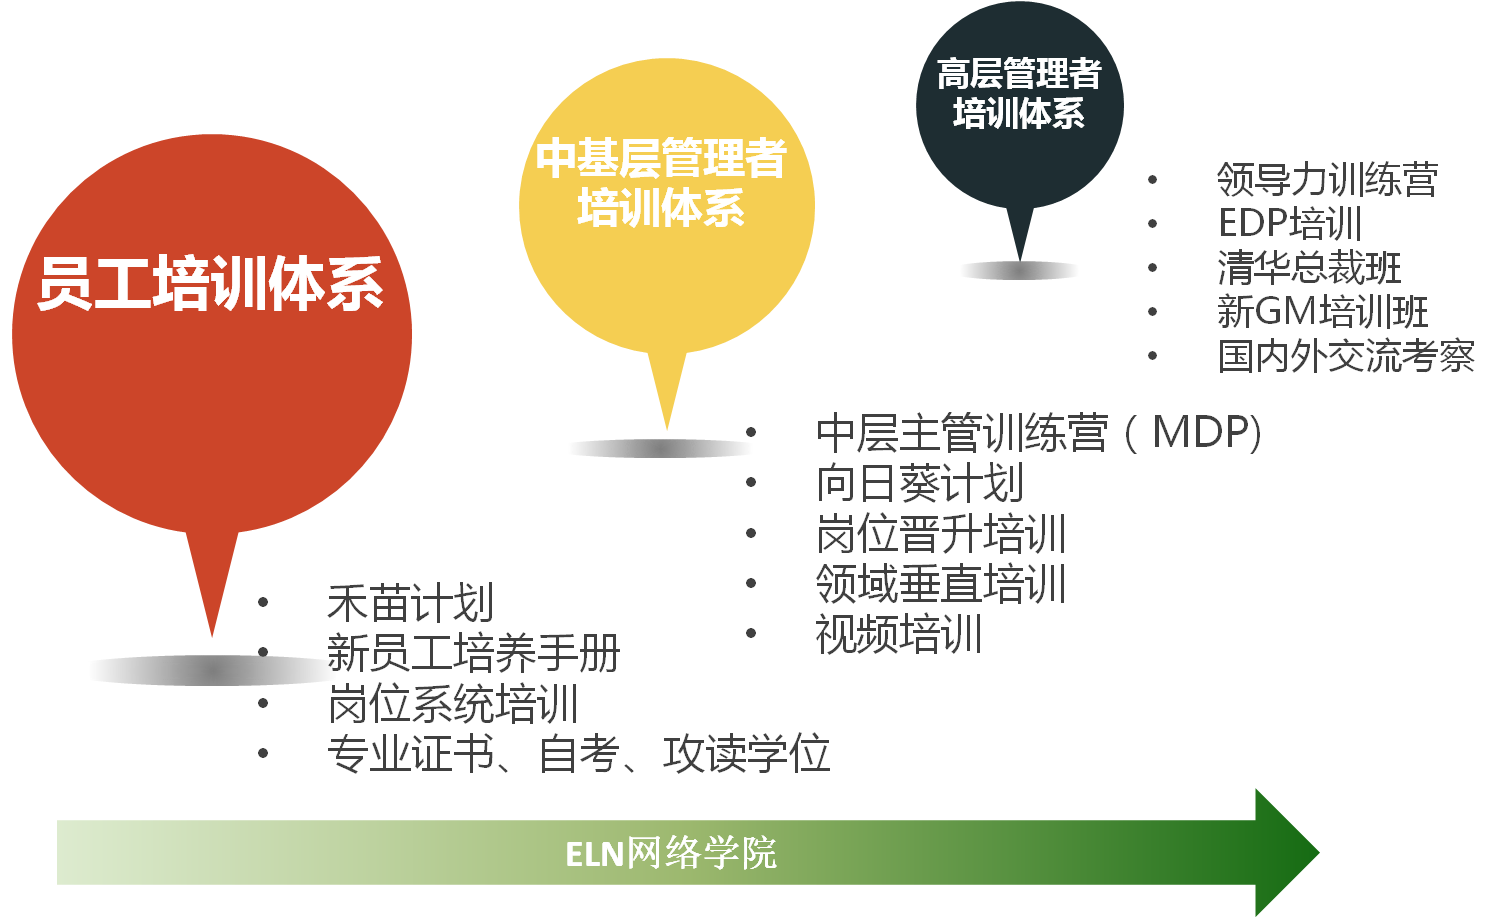 员工培训体系
• 禾苗计划
• 新员工培养手册
• 岗位系统培训
• 专业证书、自考、攻读学位
中基层管理者
培训体系
• 中层主管训练营（MDP)
• 向日葵计划
• 岗位晋升培训
• 领域垂直培训
• 视频培训
高层管理者
培训体系
• 领导力训练营
• EDP培训
• 清华总裁班
• 新GM培训班
• 国内外交流考察
ELN网络学院